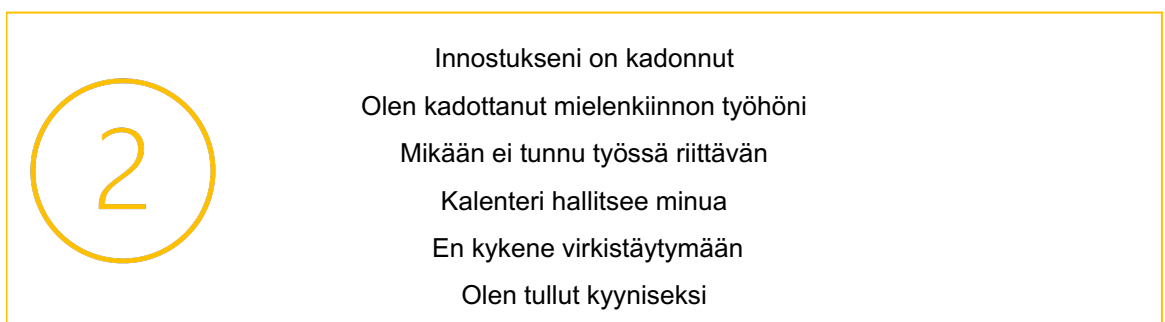 2
Innostukseni on kadonnut
Olen kadottanut mielenkiinnon työhöni
Mikään ei tunnu työssä riittävän
Kalenteri hallitsee minua
En kykene virkistäytymään
Olen tullut kyyniseksi